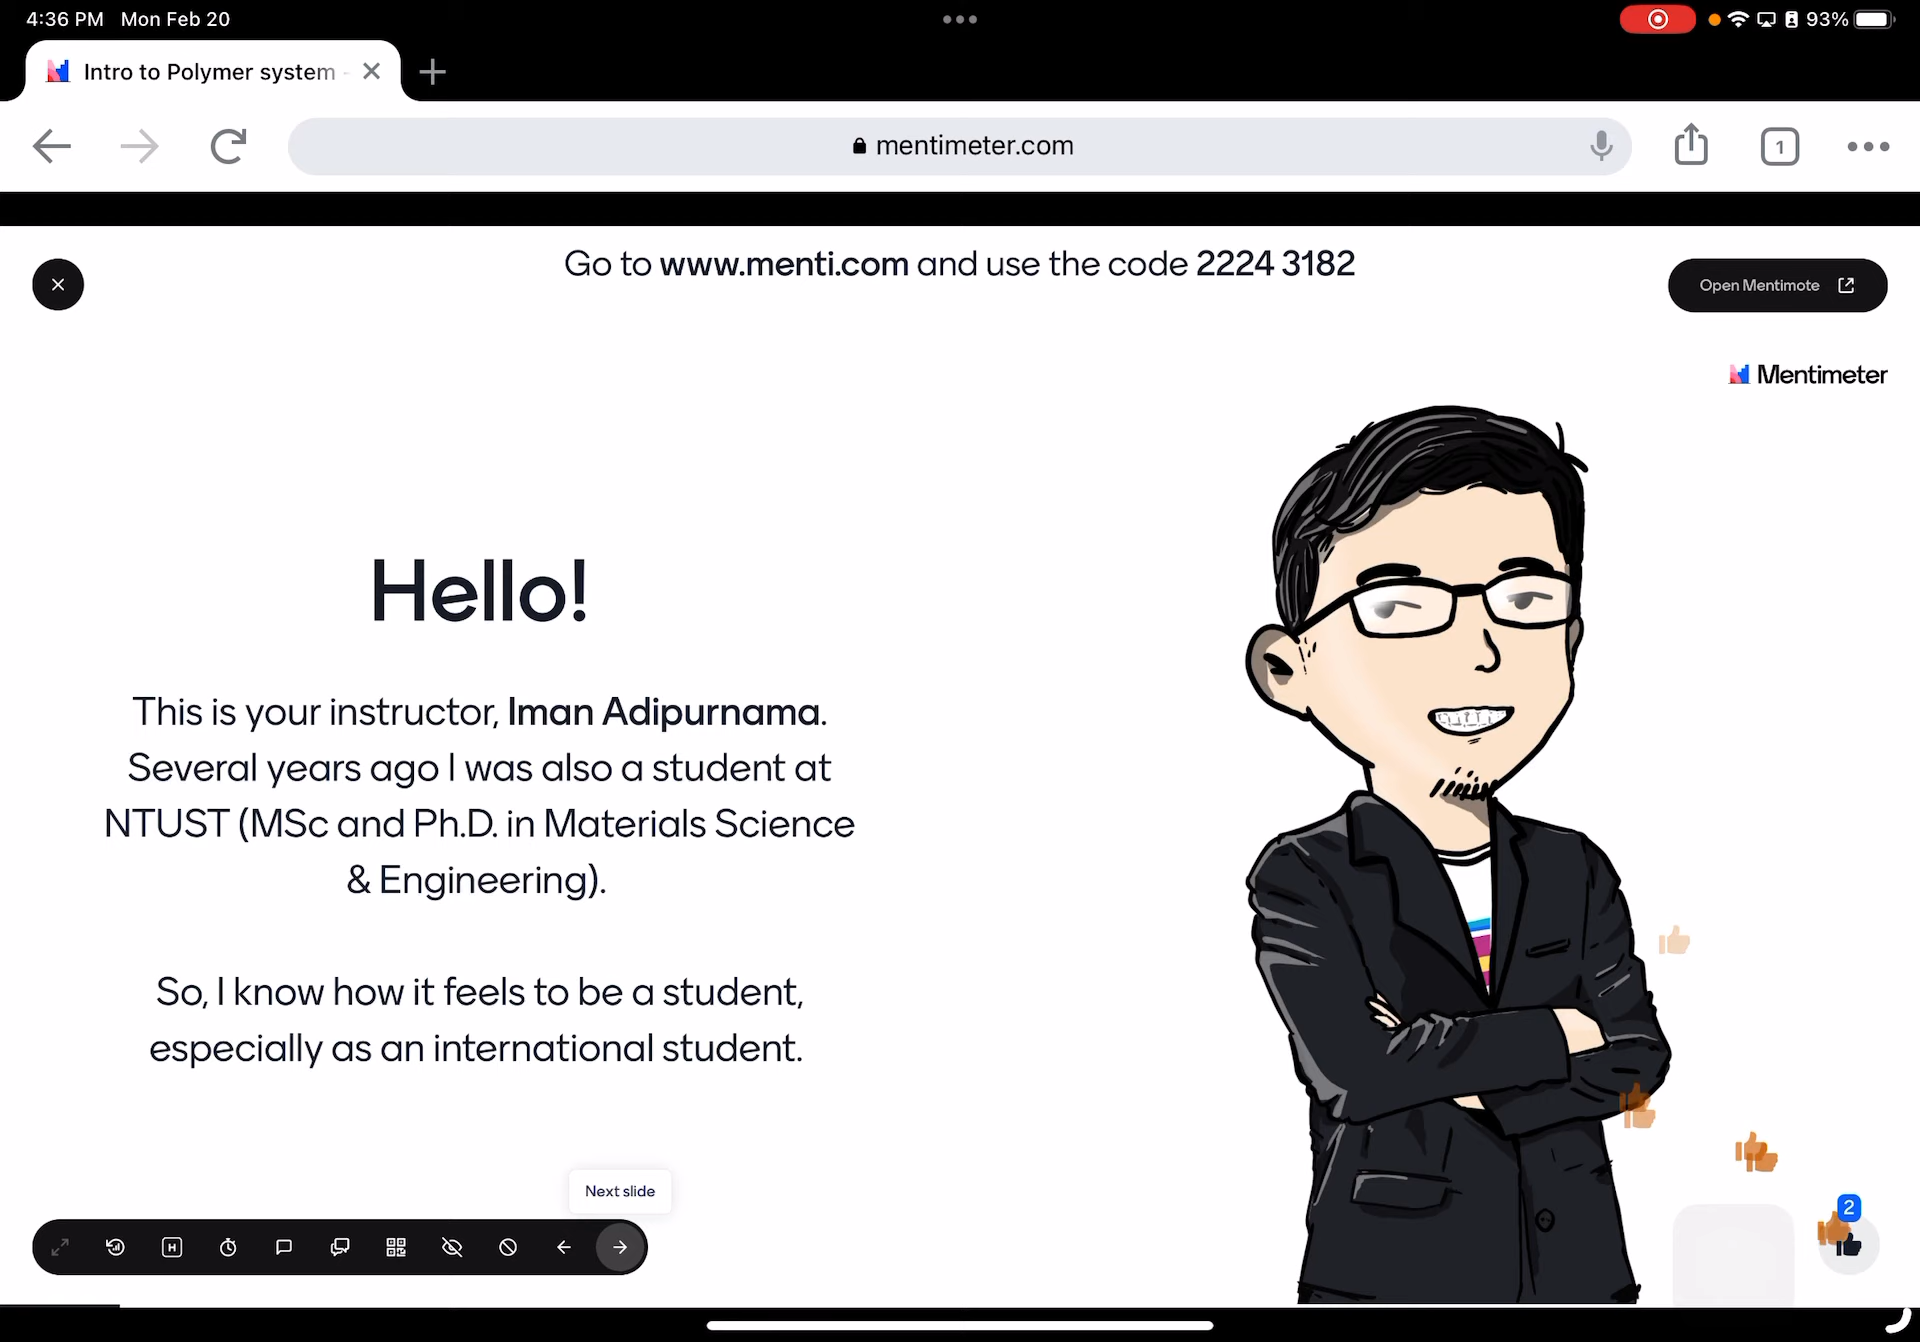 4:36 PM Mon Feb 20
93%
Intro to Polymer system -
mentimeter.com
1
Go to www.menti.com and use the code 2224 3182
Open Mentimote
Mentimeter
Hello!
This is your instructor, Iman Adipurnama.
Several years ago I was also a student at
NTUST (MSc and Ph.D. in Materials Science
& Engineering).
So, I know how it feels to be a student,
especially as an international student.
Next slide
H
2